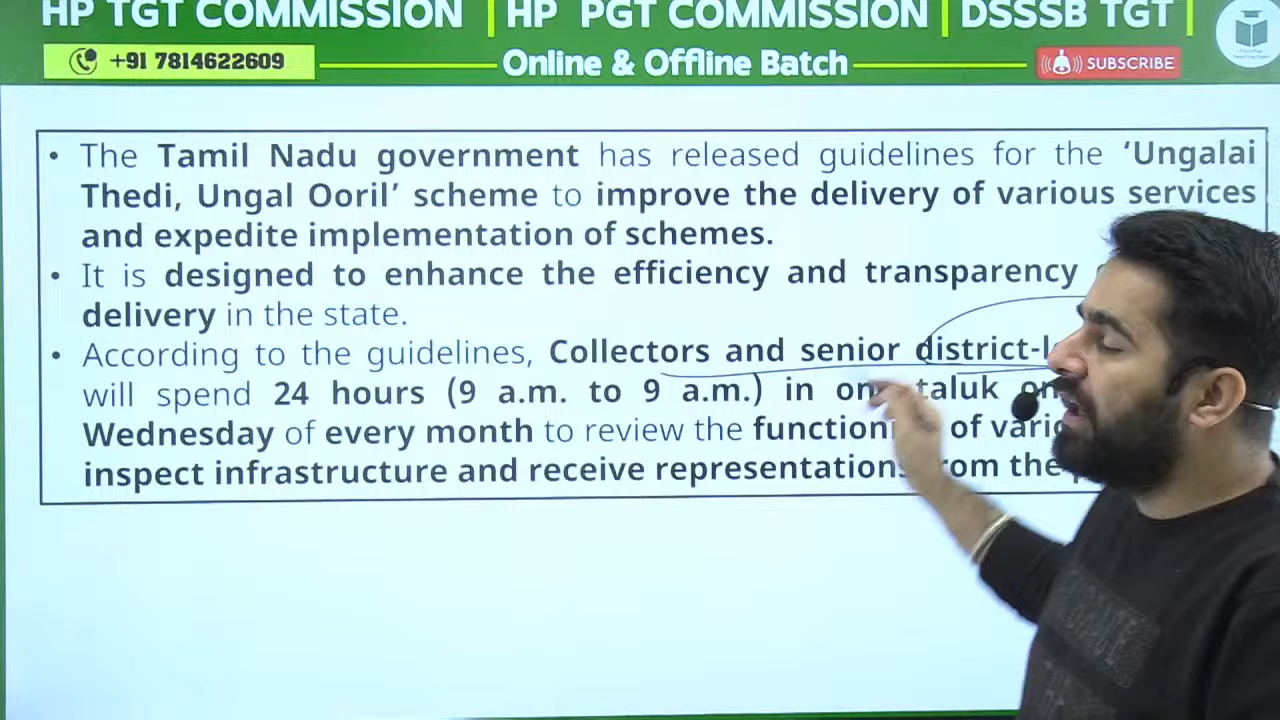 HP TGT COMMISSION | HP PGT COMMISSION | DSSSB TGT |
+91 7814622609
Online & Offline Batch
SUBSCRIBE
• The Tamil Nadu government has released guidelines for the ‘Ungalai
Thedi, Ungal Ooril’ scheme to improve the delivery of various services
and expedite implementation of schemes.
• It is designed to enhance the efficiency and transparency
delivery in the state.
• According to the guidelines, Collectors and senior district-
will spend 24 hours (9 a.m. to 9 a.m.) in taluk
Wednesday of every month to review the of
inspect infrastructure and receive representations from the